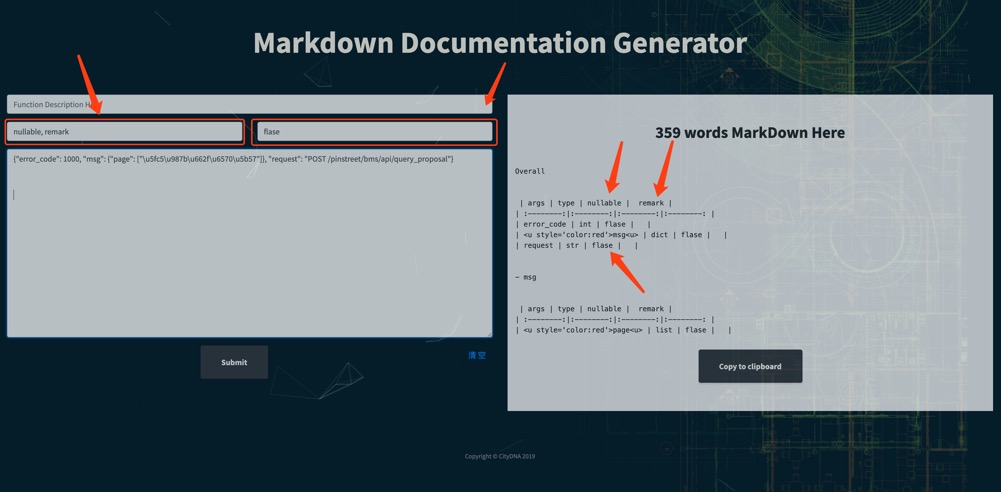 Markdown Documentation Generator
Function Description H
nullable, remark
flase
{"error_code": 1000, "msg": {"page": ["\u5fc5\u987b\u662f\u6570\u5b57"]}, "request": "POST /pinstreet/bms/api/query_proposal"}
Submit
清 空
359 words MarkDown Here
Overall
| args | type | nullable |  remark |
| :--------:|:--------:|:--------:|:--------: |
| error_code | int | flase |   |
| <u style='color:red'>msg<u> | dict | flase |   |
| request | str | flase |   |
− msg
| args | type | nullable |  remark |
| :--------:|:--------:|:--------:|:--------: |
| <u style='color:red'>page<u> | list | flase |   |
Copy to clipboard
Copyright © CityDNA 2019